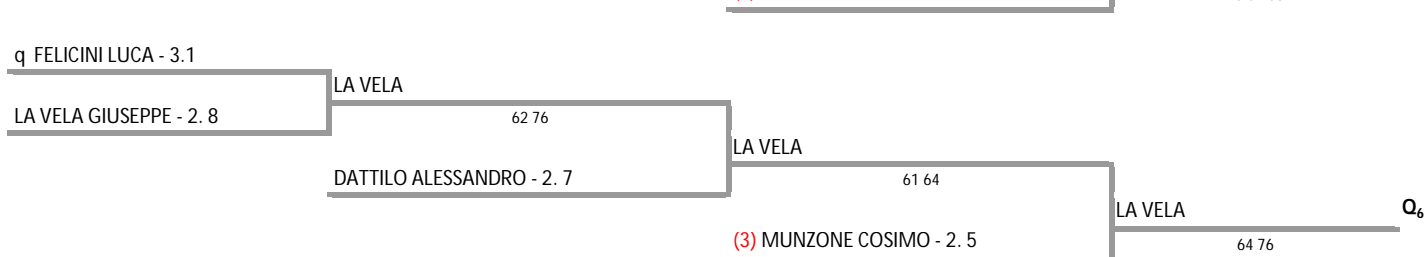 q FELICINI LUCA - 3.1
LA VELA
LA VELA GIUSEPPE - 2. 8
62 76
LA VELA
DATTILO ALESSANDRO - 2. 7
61 64
LA VELA
Q₆
(3) MUNZONE COSIMO - 2. 5
64 76